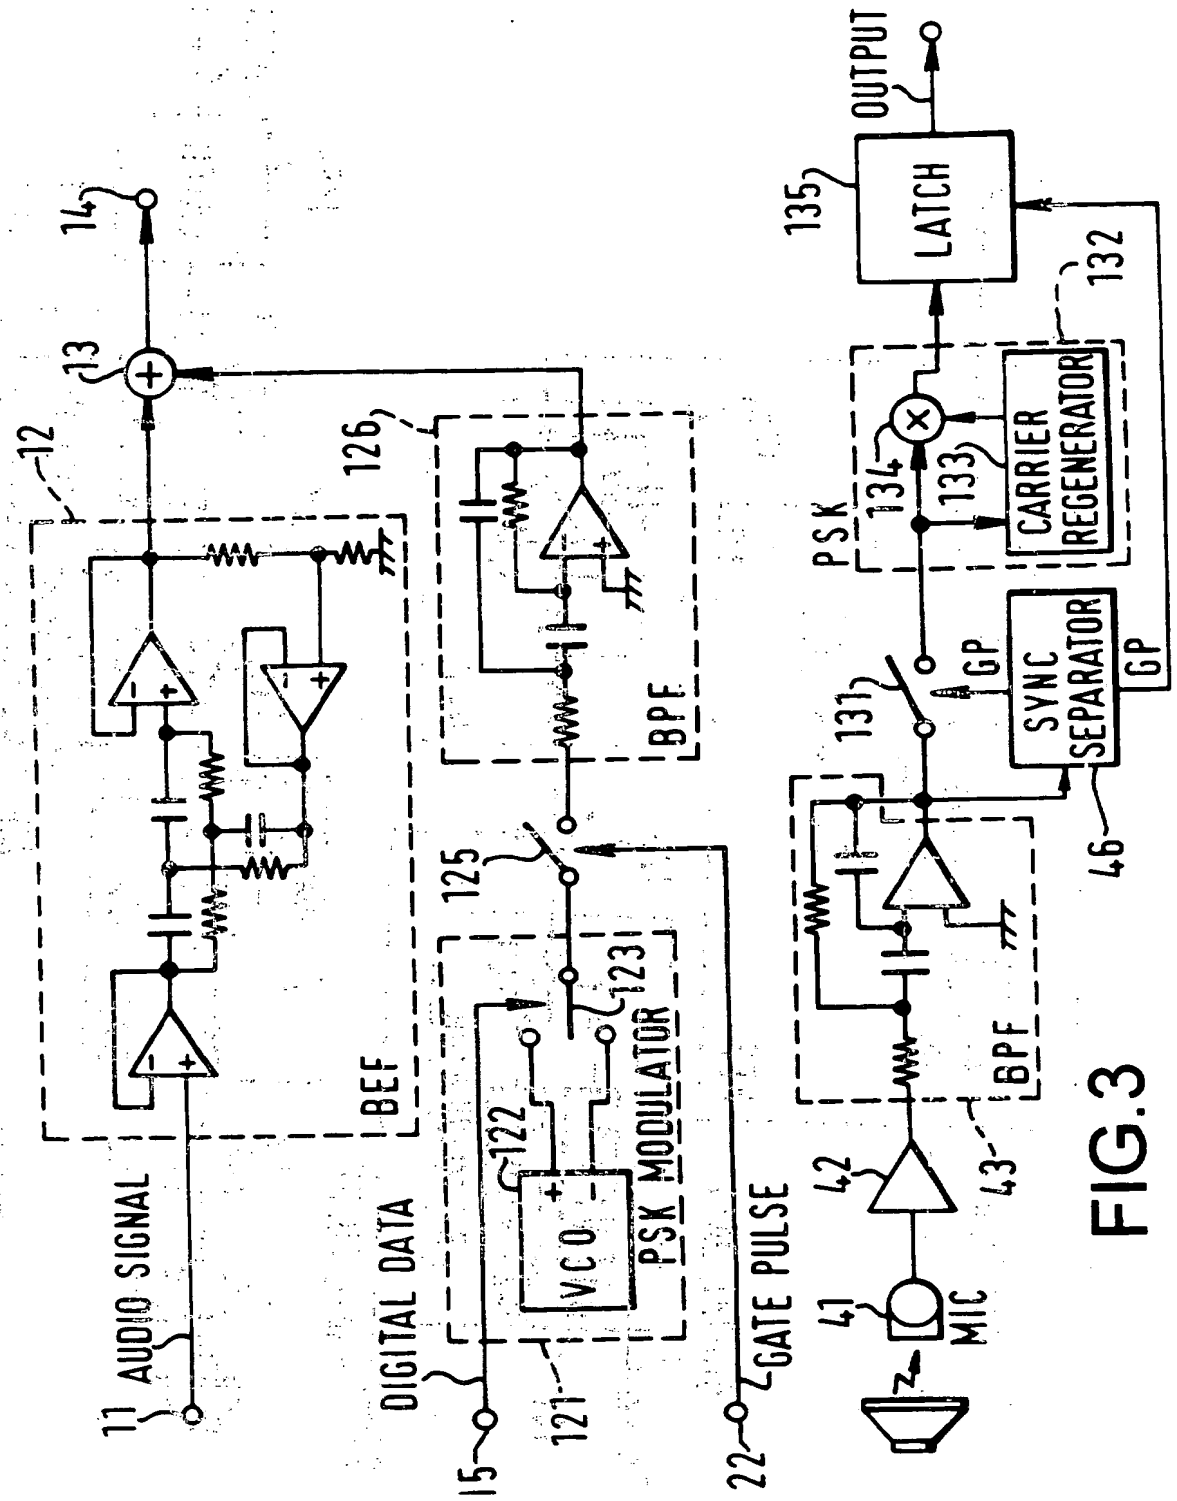 11
AUDIO SIGNAL
12
BEF
-
+
-
+
-
+
13
+
14
15
DIGITAL DATA
121
VCO
+
-
122
123
PSK MODULATOR
125
126
BPF
-
+
22
GATE PULSE
41
MIC
42
43
BPF
46
SYNC
SEPARATOR
GP
GP
131
PSK
134
×
133
CARRIER
REGENERATOR
132
135
LATCH
OUTPUT
FIG.3